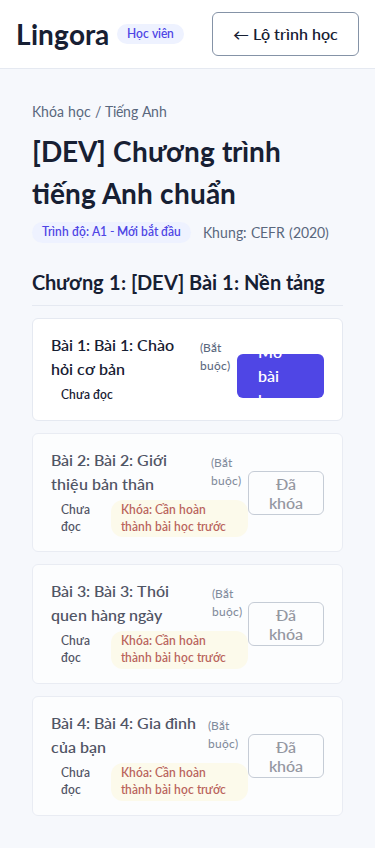 Lingora
Học viên
← Lộ trình học
Khóa học / Tiếng Anh
[DEV] Chương trình
tiếng Anh chuẩn
Trình độ: A1 - Mới bắt đầu
Khung: CEFR (2020)
Chương 1: [DEV] Bài 1: Nền tảng
Bài 1: Bài 1: Chào
hỏi cơ bản
(Bắt
buộc)
Chưa đọc
bài
Bài 2: Bài 2: Giới
thiệu bản thân
(Bắt
buộc)
Chưa
đọc
Khóa: Cần hoàn
thành bài học trước
Đã
khóa
Bài 3: Bài 3: Thói
quen hàng ngày
(Bắt
buộc)
Chưa
đọc
Khóa: Cần hoàn
thành bài học trước
Đã
khóa
Bài 4: Bài 4: Gia đình
của bạn
(Bắt
buộc)
Chưa
đọc
Khóa: Cần hoàn
thành bài học trước
Đã
khóa